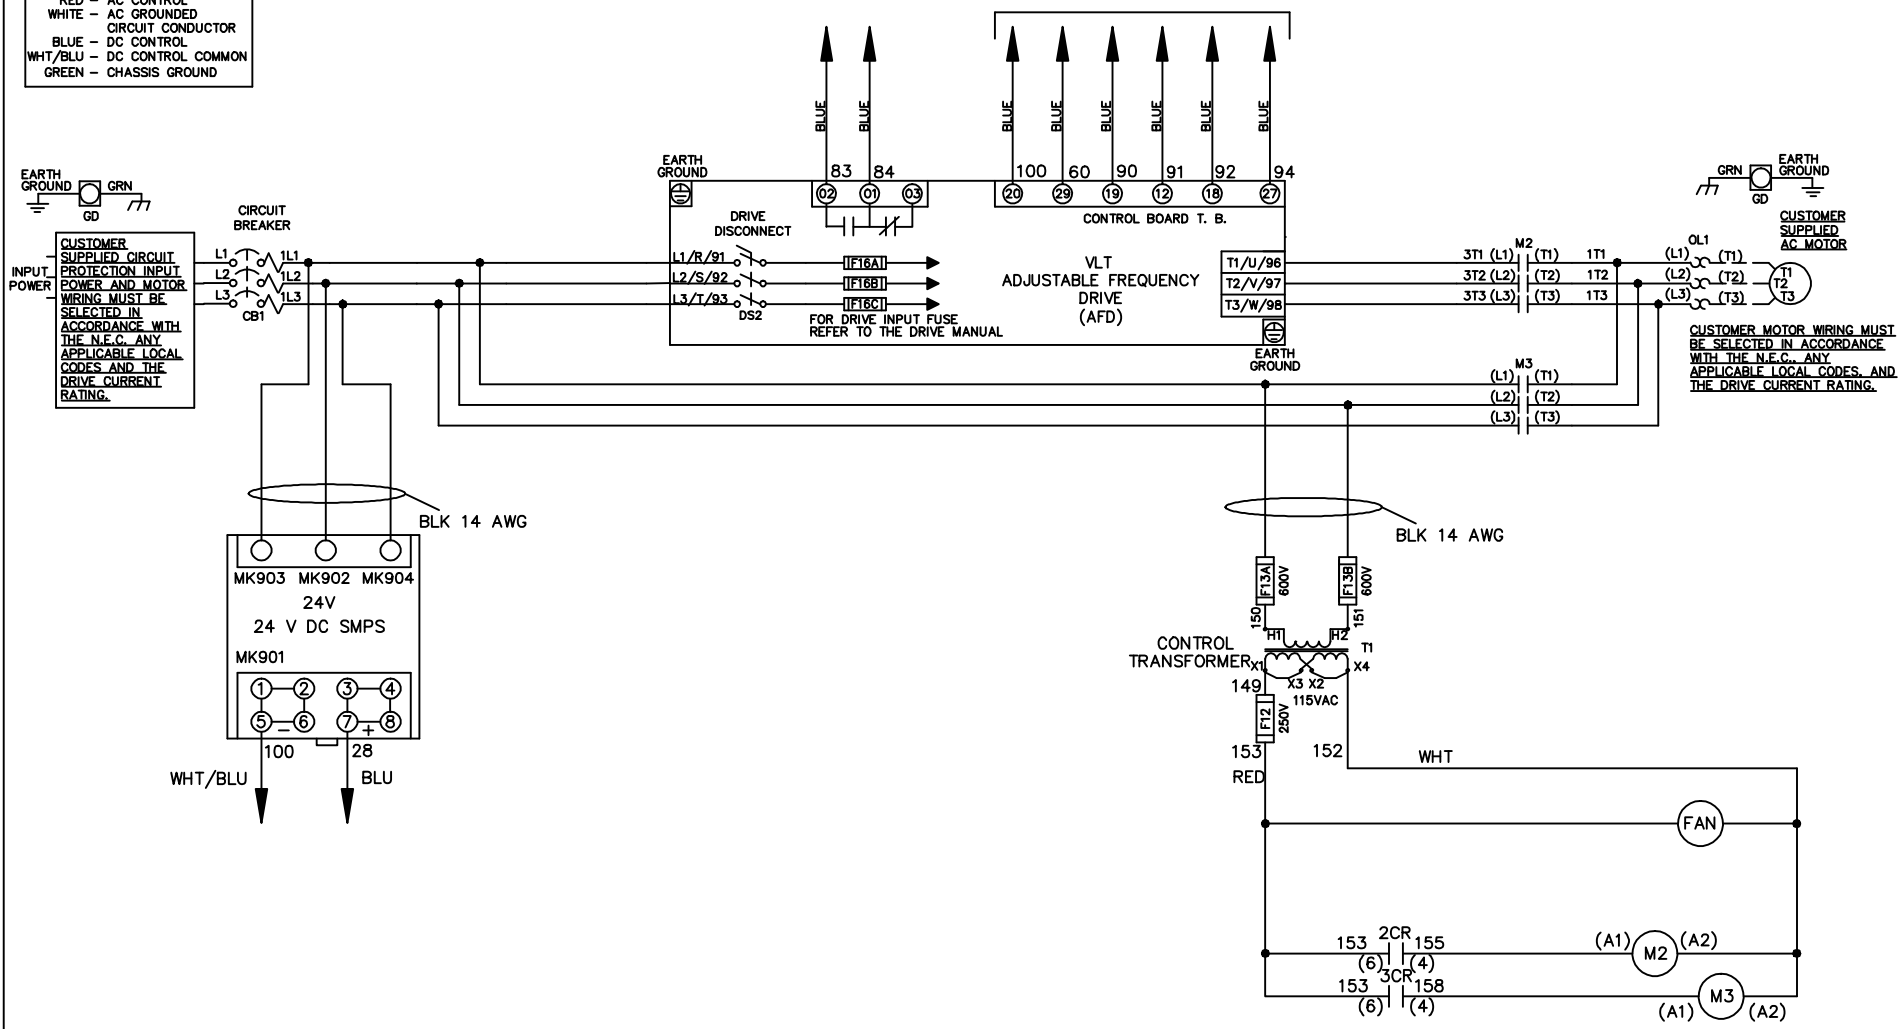 RED – AC CONTROL
WHITE – AC GROUNDED
CIRCUIT CONDUCTOR
BLUE – DC CONTROL
WHT/BLU – DC CONTROL COMMON
GREEN – CHASSIS GROUND
BLUE
BLUE
BLUE
BLUE
BLUE
BLUE
BLUE
BLUE
83
84
100
60
90
91
92
94
EARTH
GROUND
02
01
03
20
29
19
12
18
27
CONTROL BOARD T. B.
EARTH
GROUND
GRN
GD
CIRCUIT
BREAKER
CUSTOMER
SUPPLIED CIRCUIT
PROTECTION INPUT
POWER AND MOTOR
WIRING MUST BE
SELECTED IN
ACCORDANCE WITH
THE N.E.C. ANY
APPLICABLE LOCAL
CODES AND THE
DRIVE CURRENT
RATING.
INPUT
POWER
L1
L2
L3
1L1
1L2
1L3
CB1
DRIVE
DISCONNECT
L1/R/91
L2/S/92
L3/T/93
DS2
F16A
F16B
F16C
FOR DRIVE INPUT FUSE
REFER TO THE DRIVE MANUAL
VLT
ADJUSTABLE FREQUENCY
DRIVE
(AFD)
T1/U/96
T2/V/97
T3/W/98
EARTH
GROUND
M2
3T1 (L1) (T1) 1T1
3T2 (L2) (T2) 1T2
3T3 (L3) (T3) 1T3
GRN
EARTH
GROUND
GD
CUSTOMER
SUPPLIED
AC MOTOR
OL1
(L1) (T1)
(L2) (T2)
(L3) (T3)
T1
T2
T3
CUSTOMER MOTOR WIRING MUST
BE SELECTED IN ACCORDANCE
WITH THE N.E.C., ANY
APPLICABLE LOCAL CODES, AND
THE DRIVE CURRENT RATING.
M3
(L1) (T1)
(L2) (T2)
(L3) (T3)
BLK 14 AWG
MK903 MK902 MK904
24V
24 V DC SMPS
MK901
1 2 3 4
5 6 7 8
– +
100
28
WHT/BLU
BLU
BLK 14 AWG
F13A
600V
F13B
600V
150
151
H1
H2
T1
CONTROL
TRANSFORMER
X1
X3 X2
X4
115VAC
149
F12
250V
153
RED
152
WHT
FAN
2CR
153 155
(6) (4)
(A1) M2 (A2)
3CR
153 158
(6) (4)
(A1) M3 (A2)